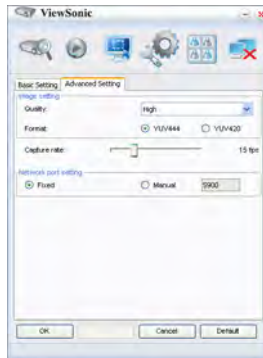 ViewSonic
Basic Setting Advanced Setting
Image setting
Quality: High
Format: YUV444 YUV420
Capture rate: 15 fps
Network port setting
Fixed Manual 5900
OK Cancel Default